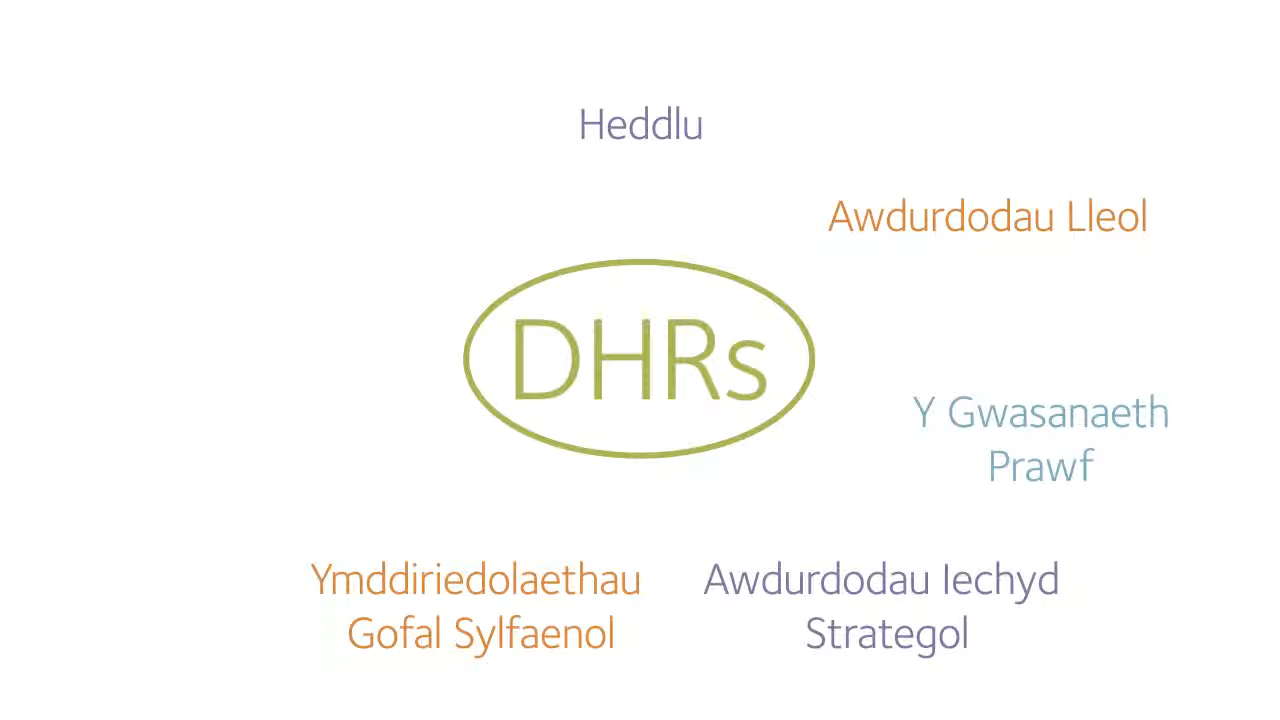 Heddlu
Awdurdodau Lleol
DHRs
Y Gwasanaeth
Prawf
Ymddiriedolaethau
Gofal Sylfaenol
Awdurdodau Iechyd
Strategol